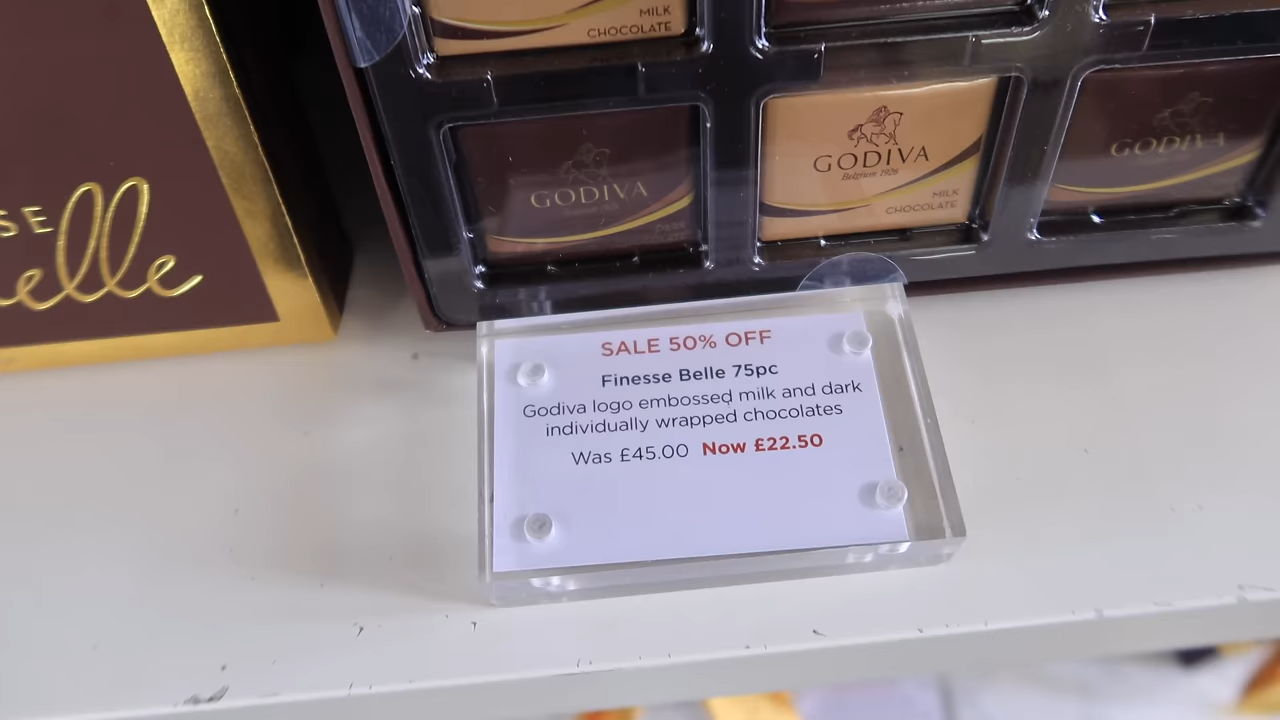 MILK
CHOCOLATE
GODIVA
GODIVA
Belgium 1926
MILK
CHOCOLATE
GODIVA
SE
elle
SALE 50% OFF
Finesse Belle 75pc
Godiva logo embossed milk and dark
individually wrapped chocolates
Was £45.00 Now £22.50